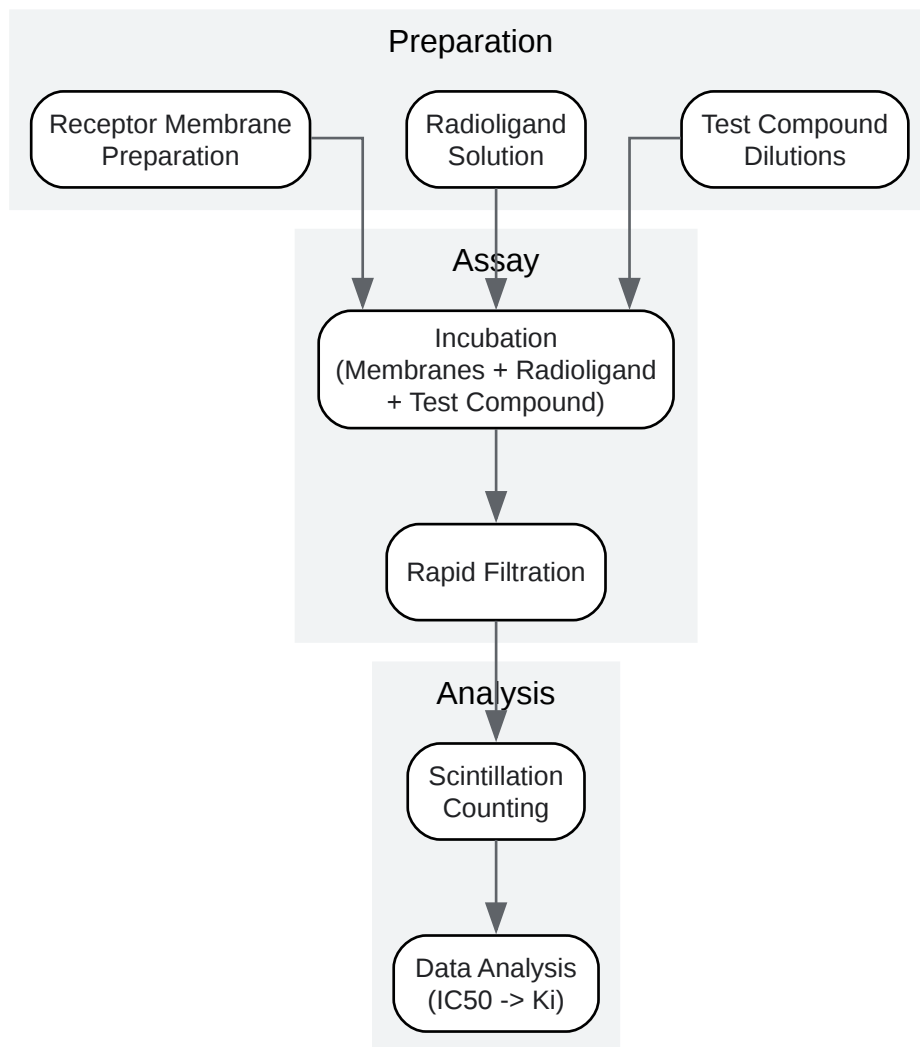 Preparation
Receptor Membrane
Preparation
Radioligand
Solution
Test Compound
Dilutions
Assay
Incubation
(Membranes + Radioligand
+ Test Compound)
Rapid Filtration
Analysis
Scintillation
Counting
Data Analysis
(IC50 -> Ki)